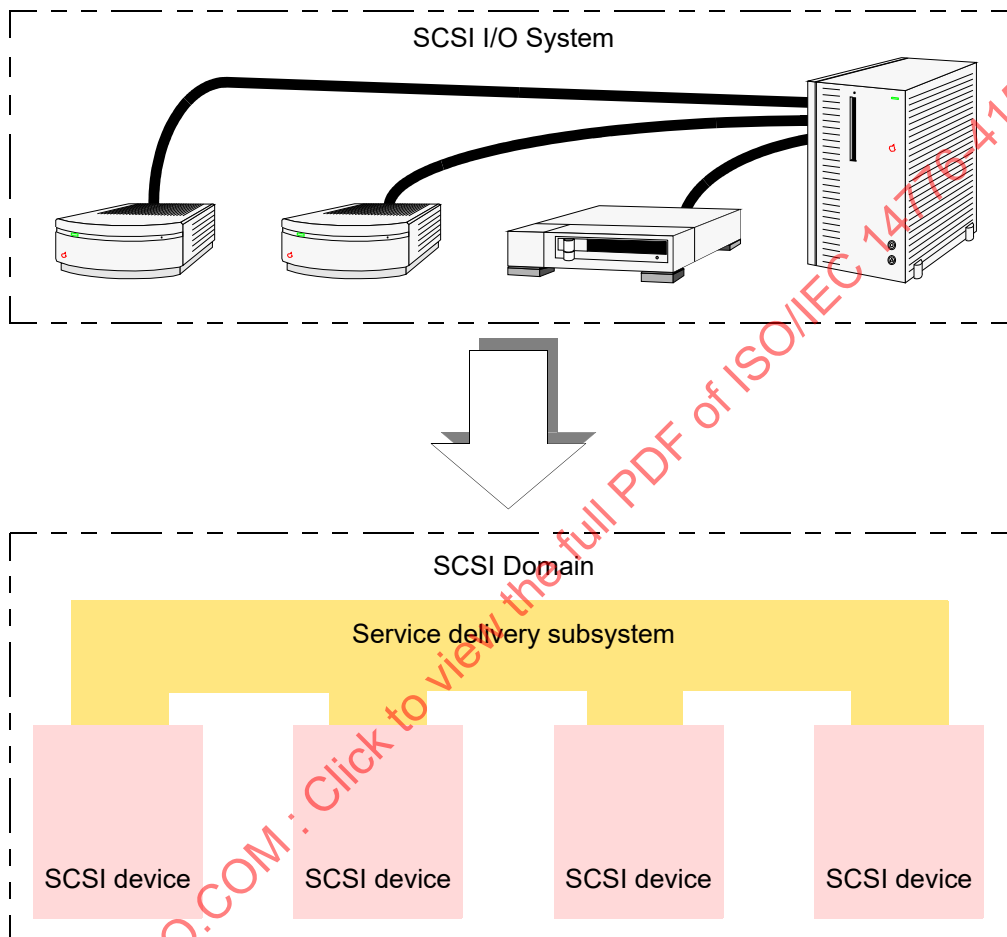 SCSI I/O System
SCSI Domain
Service delivery subsystem
SCSI device
SCSI device
SCSI device
SCSI device
O.COM : Click to view the full PDF of ISO/IEC 14776-41